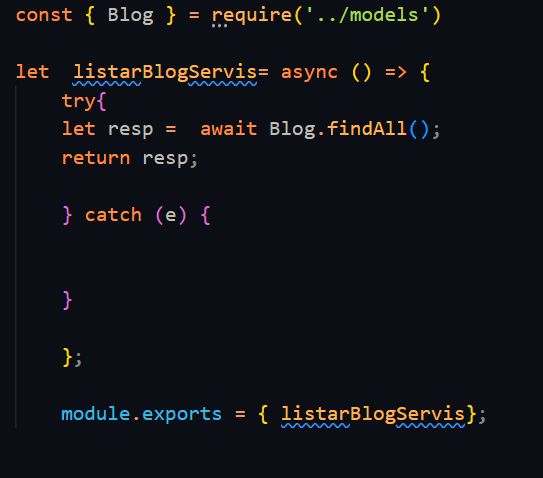 const { Blog } = require('../models')
let  listarBlogServis= async () => {
try{
let resp =  await Blog.findAll();
return resp;
} catch (e) {
}
};
module.exports = { listarBlogServis};